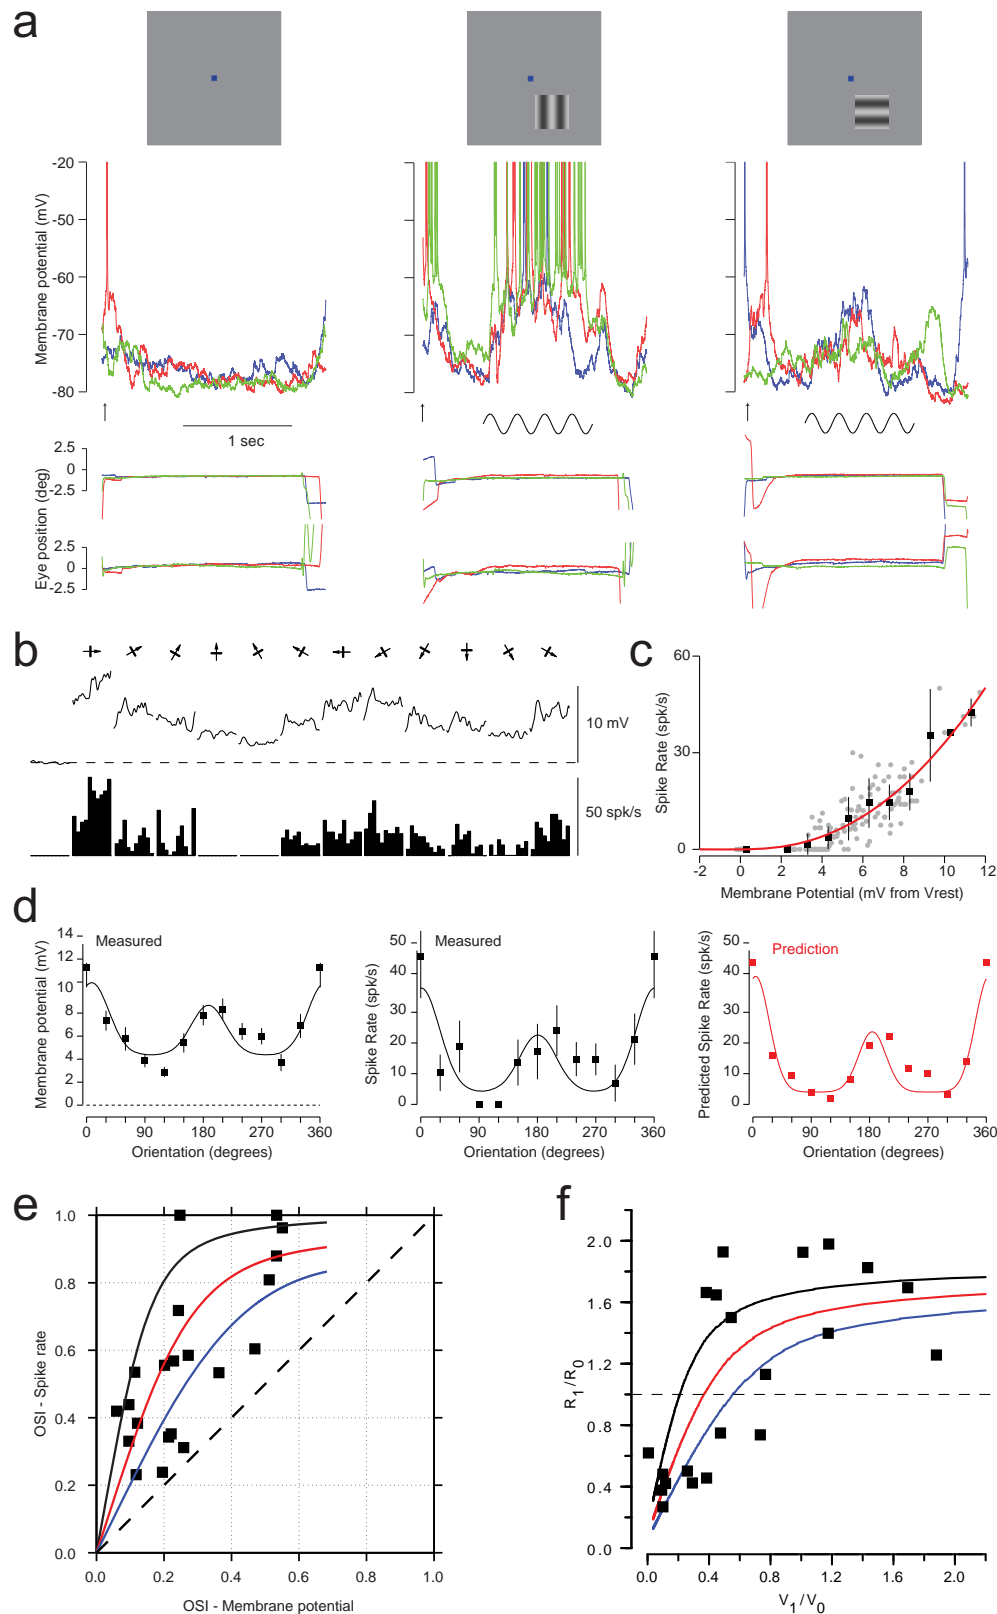 a
Membrane potential (mV)
-20
-50
-60
-70
-80
1 sec
Eye position (deg)
2.5
0
-2.5
2.5
0
-2.5
b
10 mV
50 spk/s
c
Spike Rate (spk/s)
60
30
0
-2 0 2 4 6 8 10 12
Membrane Potential (mV from Vrest)
d
Measured
Membrane potential (mV)
14
12
10
8
6
4
2
0
0 90 180 270 360
Orientation (degrees)
Measured
Spike Rate (spk/s)
50
40
30
20
10
0
0 90 180 270 360
Orientation (degrees)
Prediction
Predicted Spike Rate (spk/s)
50
40
30
20
10
0
0 90 180 270 360
Orientation (degrees)
e
OSI - Spike rate
1.0
0.8
0.6
0.4
0.2
0.0
0.0 0.2 0.4 0.6 0.8 1.0
OSI - Membrane potential
f
R1/R0
2.0
1.6
1.2
0.8
0.4
0.0
0.0 0.4 0.8 1.2 1.6 2.0
V1/V0